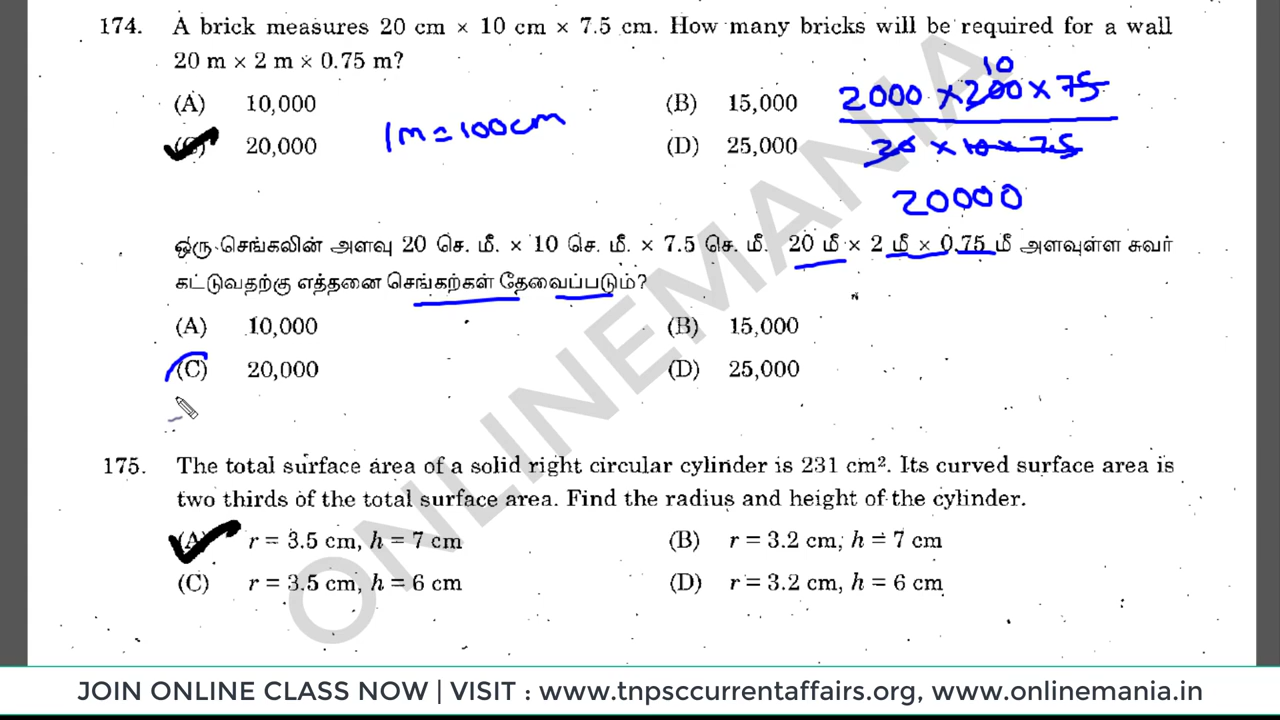 174. A brick measures 20 cm × 10 cm × 7.5 cm. How many bricks will be required for a wall
20 m × 2 m × 0.75 m?
(A) 10,000 (B) 15,000
(C) 20,000 (D) 25,000
1m = 100cm
10
2000 × 200 × 75
20 × 10 × 7.5
20000
ஒரு செங்கலின் அளவு 20 செ. மீ. × 10 செ. மீ. × 7.5 செ. மீ. 20 மீ × 2 மீ × 0.75 மீ அளவுள்ள சுவர்
கட்டுவதற்கு எத்தனை செங்கற்கள் தேவைப்படும்?
(A) 10,000 (B) 15,000
(C) 20,000 (D) 25,000
175. The total surface area of a solid right circular cylinder is 231 cm². Its curved surface area is
two thirds of the total surface area. Find the radius and height of the cylinder.
(A) r = 3.5 cm, h = 7 cm (B) r = 3.2 cm, h = 7 cm
(C) r = 3.5 cm, h = 6 cm (D) r = 3.2 cm, h = 6 cm
ONLINEMANIA
JOIN ONLINE CLASS NOW | VISIT : www.tnpsccurrentaffairs.org, www.onlinemania.in